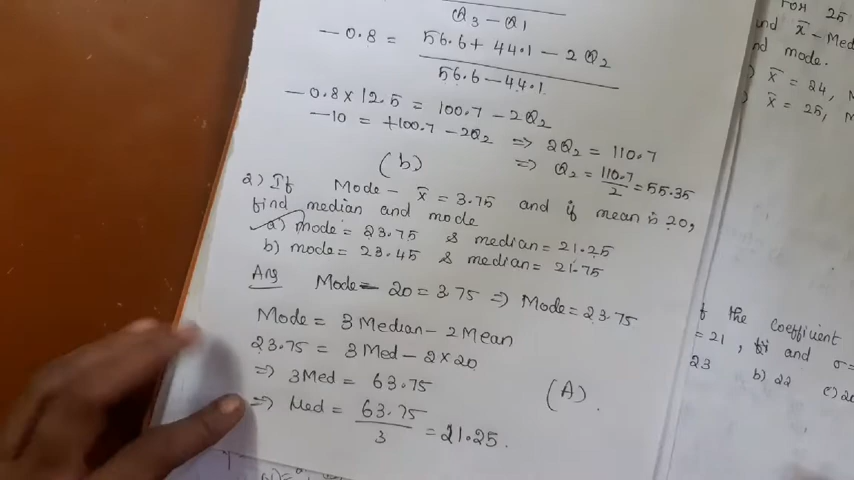 Q3 - Q1
-0.8 = 56.6 + 44.1 - 2Q2
56.6 - 44.1
-0.8 x 12.5 = 100.7 - 2Q2
-10 = +100.7 - 2Q2 => 2Q2 = 110.7
(b) => Q2 = 110.7/2 = 55.35
2) If Mode - x̄ = 3.75 and if mean is 20,
find median and mode
a) mode = 23.75 & median = 21.25
b) mode = 23.45 & median = 21.75
Ans Mode - 20 = 3.75 => Mode = 23.75
Mode = 3 Median - 2 Mean
23.75 = 3 Med - 2 x 20
=> 3 Med = 63.75
(A).
=> Med = 63.75/3 = 21.25.
For 25
x̄ - Med
mode.
x̄ = 24,
x̄ = 25,
the coefficient
= 21, and σ =
23 b) 22 c)